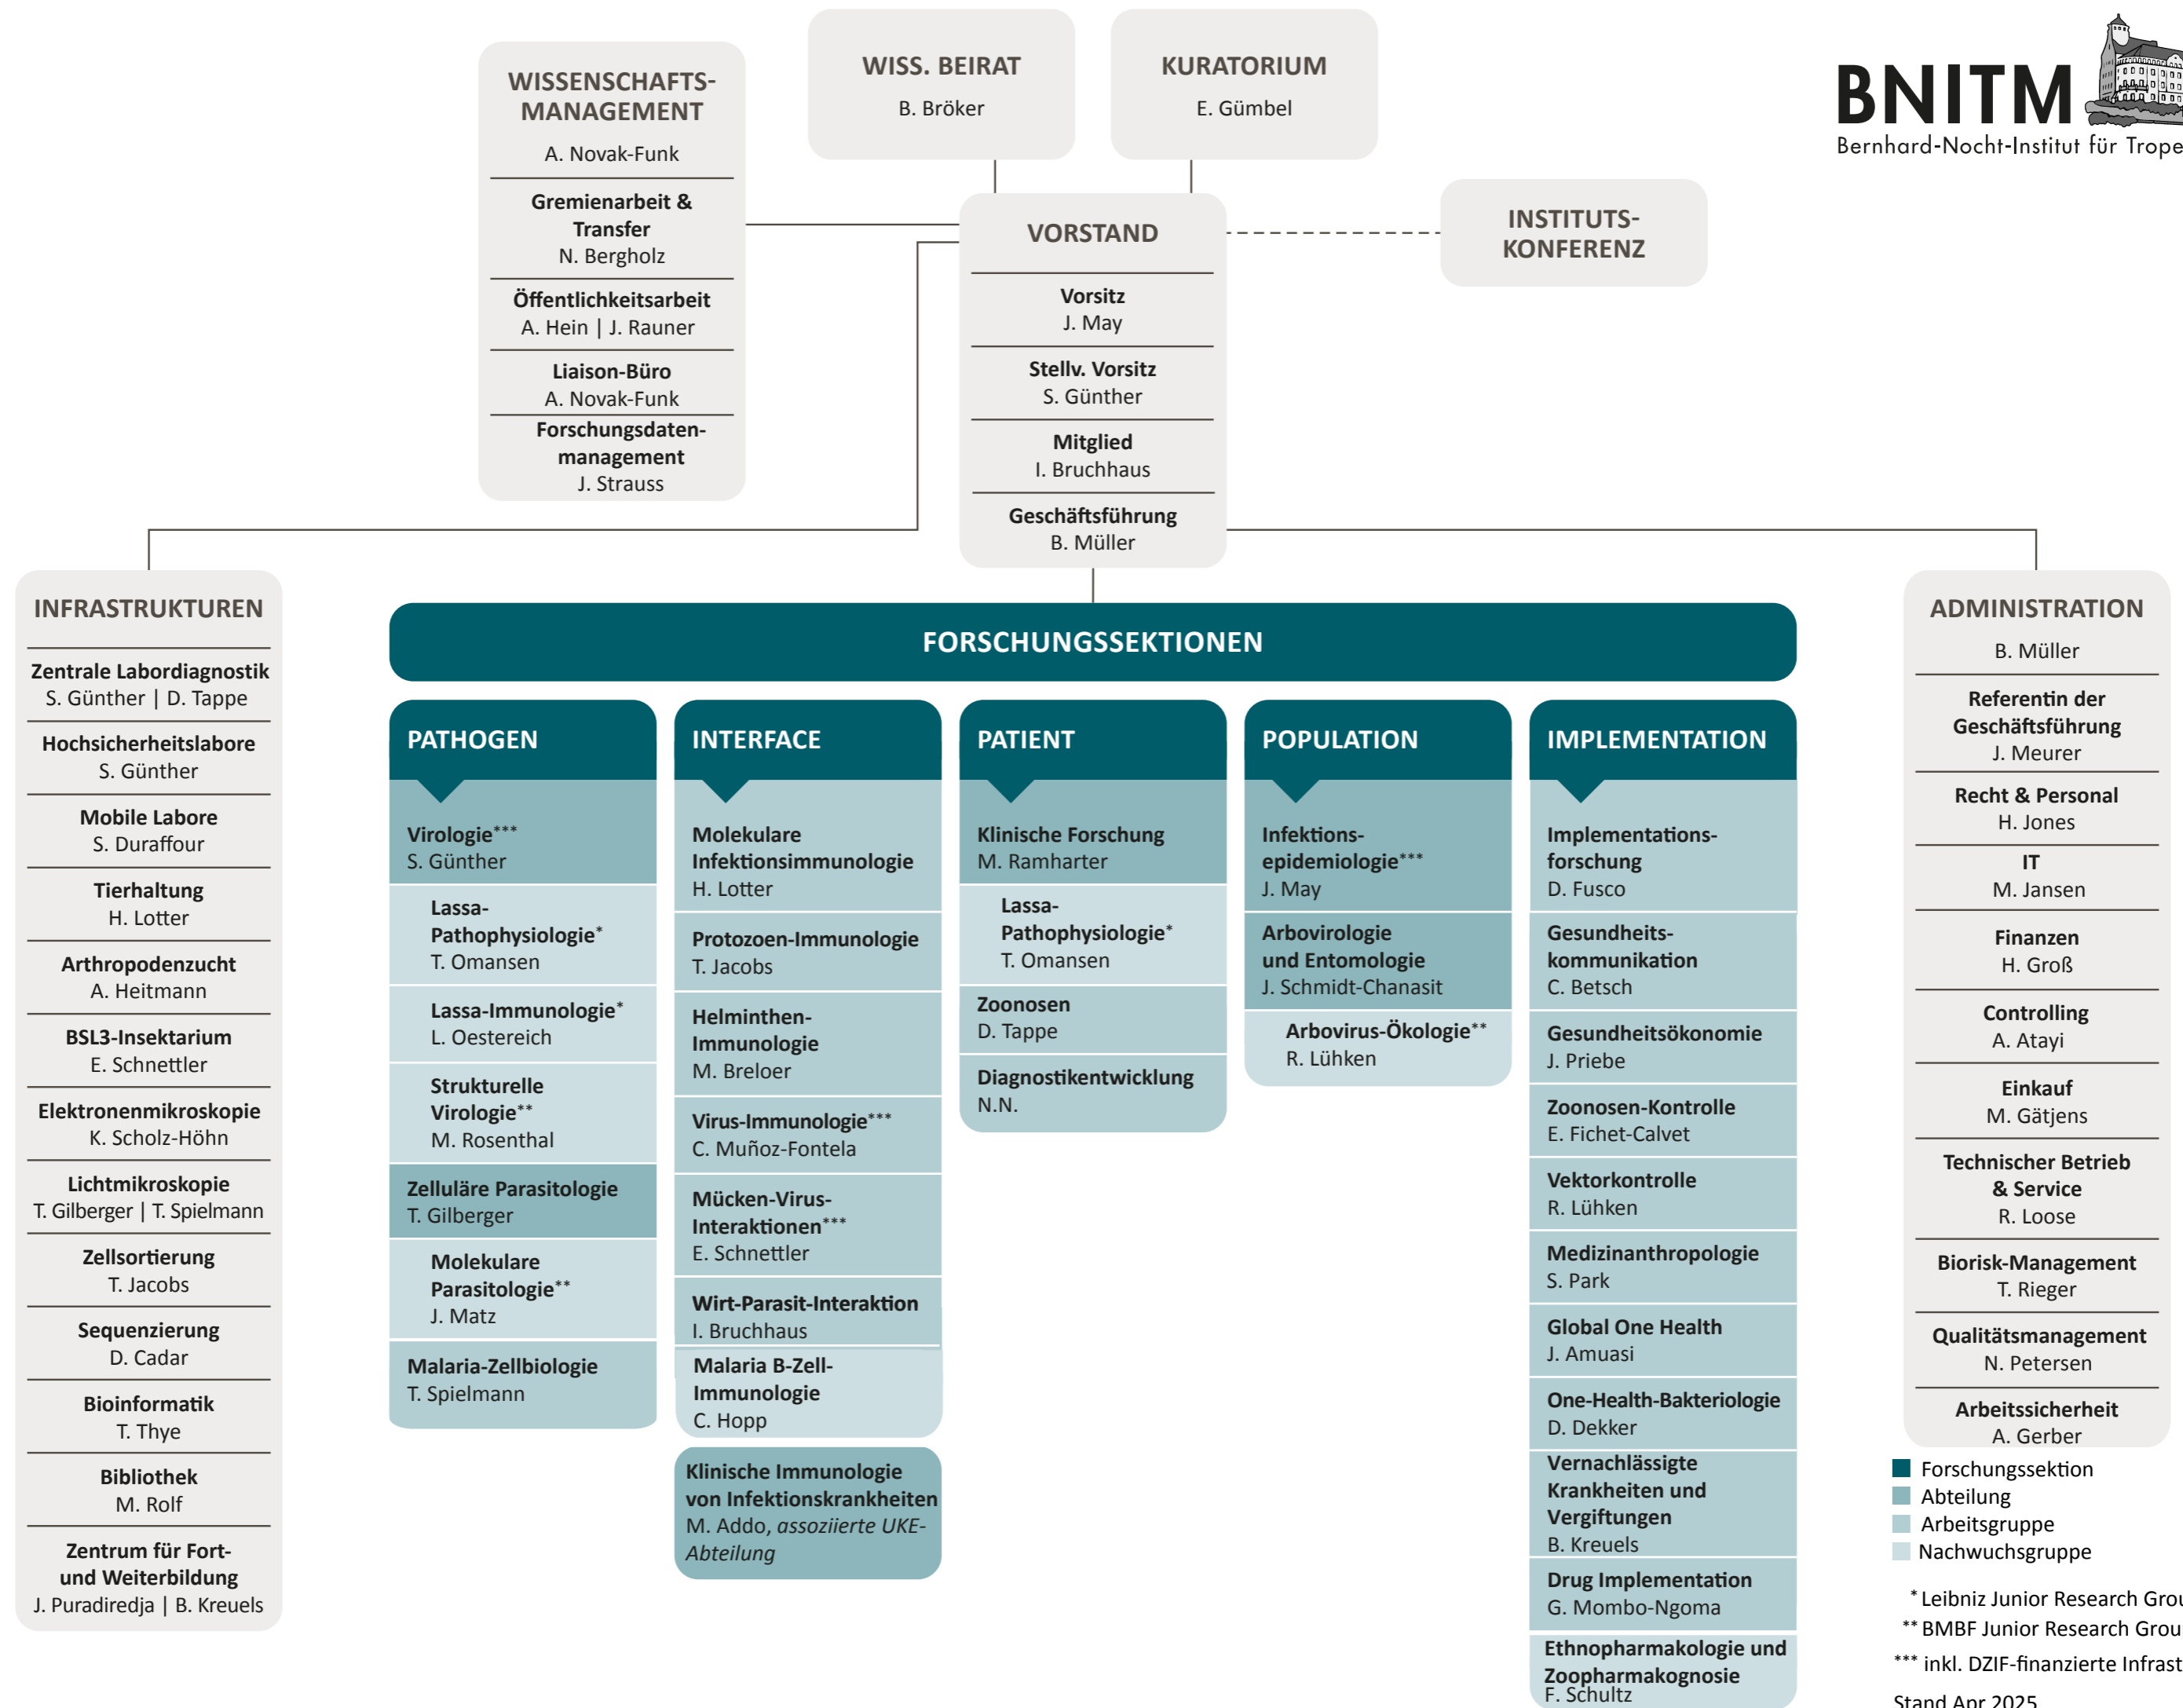 WISSENSCHAFTS-
MANAGEMENT
A. Novak-Funk
Gremienarbeit &
Transfer
N. Bergholz
Öffentlichkeitsarbeit
A. Hein | J. Rauner
Liaison-Büro
A. Novak-Funk
Forschungsdaten-
management
J. Strauss
WISS. BEIRAT
B. Bröker
KURATORIUM
E. Gümbel
BNITM
Bernhard-Nocht-Institut für
VORSTAND
Vorsitz
J. May
Stellv. Vorsitz
S. Günther
Mitglied
I. Bruchhaus
Geschäftsführung
B. Müller
INSTITUTS-
KONFERENZ
INFRASTRUKTUREN
Zentrale Labordiagnostik
S. Günther | D. Tappe
Hochsicherheitslabore
S. Günther
Mobile Labore
S. Duraffour
Tierhaltung
H. Lotter
Arthropodenzucht
A. Heitmann
BSL3-Insektarium
E. Schnettler
Elektronenmikroskopie
K. Scholz-Höhn
Lichtmikroskopie
T. Gilberger | T. Spielmann
Zellsortierung
T. Jacobs
Sequenzierung
D. Cadar
Bioinformatik
T. Thye
Bibliothek
M. Rolf
Zentrum für Fort-
und Weiterbildung
J. Puradiredja | B. Kreuels
FORSCHUNGSSEKTIONEN
PATHOGEN
Virologie***
S. Günther
Lassa-
Pathophysiologie*
T. Omansen
Lassa-Immunologie*
L. Oestereich
Strukturelle
Virologie**
M. Rosenthal
Zelluläre Parasitologie
T. Gilberger
Molekulare
Parasitologie**
J. Matz
Malaria-Zellbiologie
T. Spielmann
INTERFACE
Molekulare
Infektionsimmunologie
H. Lotter
Protozoen-Immunologie
T. Jacobs
Helminthen-
Immunologie
M. Breloer
Virus-Immunologie***
C. Muñoz-Fontela
Mücken-Virus-
Interaktionen***
E. Schnettler
Wirt-Parasit-Interaktion
I. Bruchhaus
Malaria B-Zell-
Immunologie
C. Hopp
Klinische Immunologie
von Infektionskrankheiten
M. Addo, assoziierte UKE-
Abteilung
PATIENT
Klinische Forschung
M. Ramharter
Lassa-
Pathophysiologie*
T. Omansen
Zoonosen
D. Tappe
Diagnostikentwicklung
N.N.
POPULATION
Infektions-
epidemiologie***
J. May
Arbovirologie
und Entomologie
J. Schmidt-Chanasit
Arbovirus-Ökologie**
R. Lühken
IMPLEMENTATION
Implementations-
forschung
D. Fusco
Gesundheits-
kommunikation
C. Betsch
Gesundheitsökonomie
J. Priebe
Zoonosen-Kontrolle
E. Fichet-Calvet
Vektorkontrolle
R. Lühken
Medizinanthropologie
S. Park
Global One Health
J. Amuasi
One-Health-Bakteriologie
D. Dekker
Vernachlässigte
Krankheiten und
Vergiftungen
B. Kreuels
Drug Implementation
G. Mombo-Ngoma
Ethnopharmakologie und
Zoopharmakognosie
F. Schultz
ADMINISTRATION
B. Müller
Referentin der
Geschäftsführung
J. Meurer
Recht & Personal
H. Jones
IT
M. Jansen
Finanzen
H. Groß
Controlling
A. Atayi
Einkauf
M. Gätjens
Technischer Betrieb
& Service
R. Loose
Biorisk-Management
T. Rieger
Qualitätsmanagement
N. Petersen
Arbeitssicherheit
A. Gerber
Forschungssektion
Abteilung
Arbeitsgruppe
Nachwuchsgruppe
* Leibniz Junior Research
** BMBF Junior Research
*** inkl. DZIF-finanzierte
Stand Apr 2025